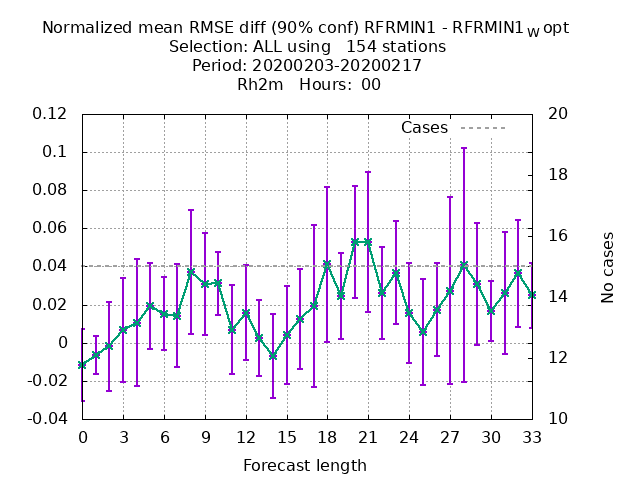 Normalized mean RMSE diff (90% conf) RFRMIN1 - RFRMIN1W opt
Selection: ALL using   154 stations
Period: 20200203-20200217
Rh2m   Hours:  00
0.12
0.1
0.08
0.06
0.04
0.02
0
-0.02
-0.04
Cases
20
18
16
14
12
10
No cases
0 3 6 9 12 15 18 21 24 27 30 33
Forecast length